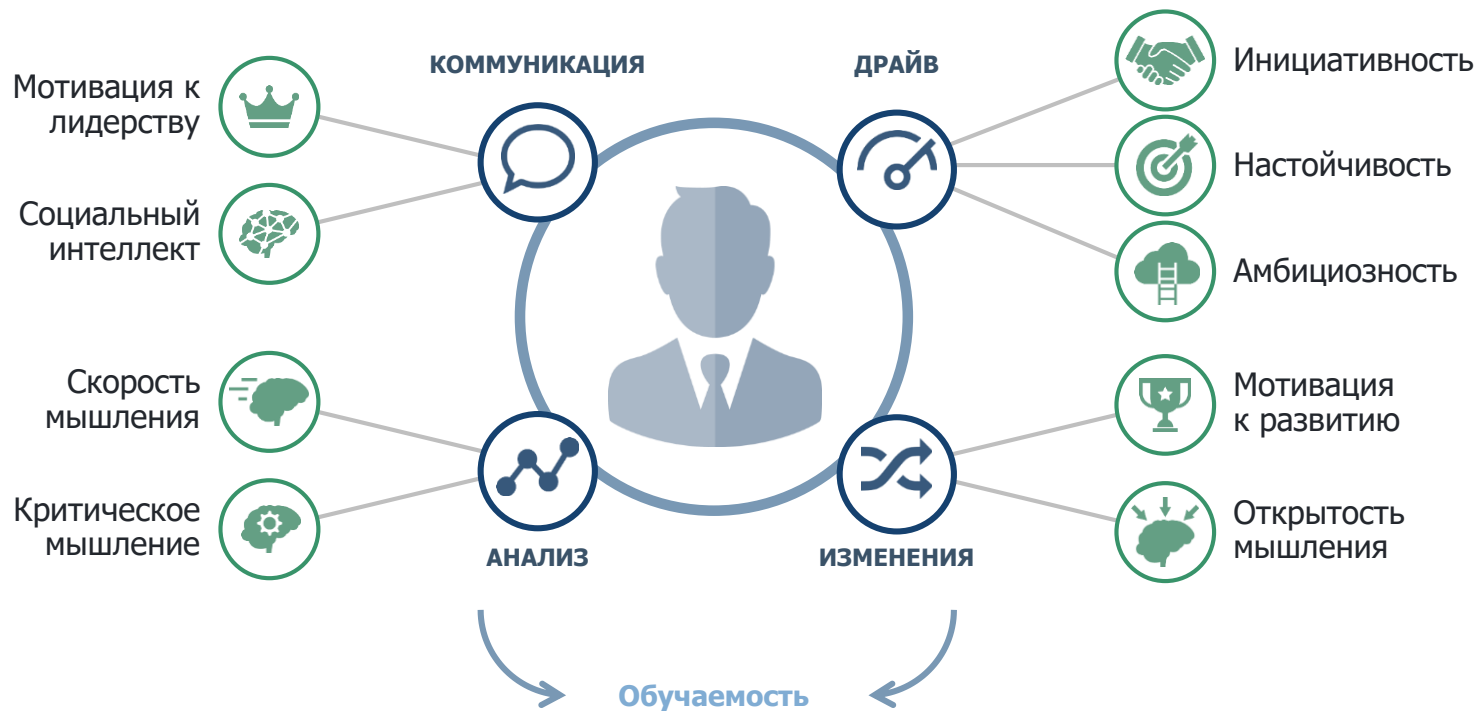 КОММУНИКАЦИЯ
Мотивация к
лидерству
Социальный
интеллект
ДРАЙВ
Инициативность
Настойчивость
Амбициозность
Скорость
мышления
Критическое
мышление
АНАЛИЗ
ИЗМЕНЕНИЯ
Мотивация
к развитию
Открытость
мышления
Обучаемость